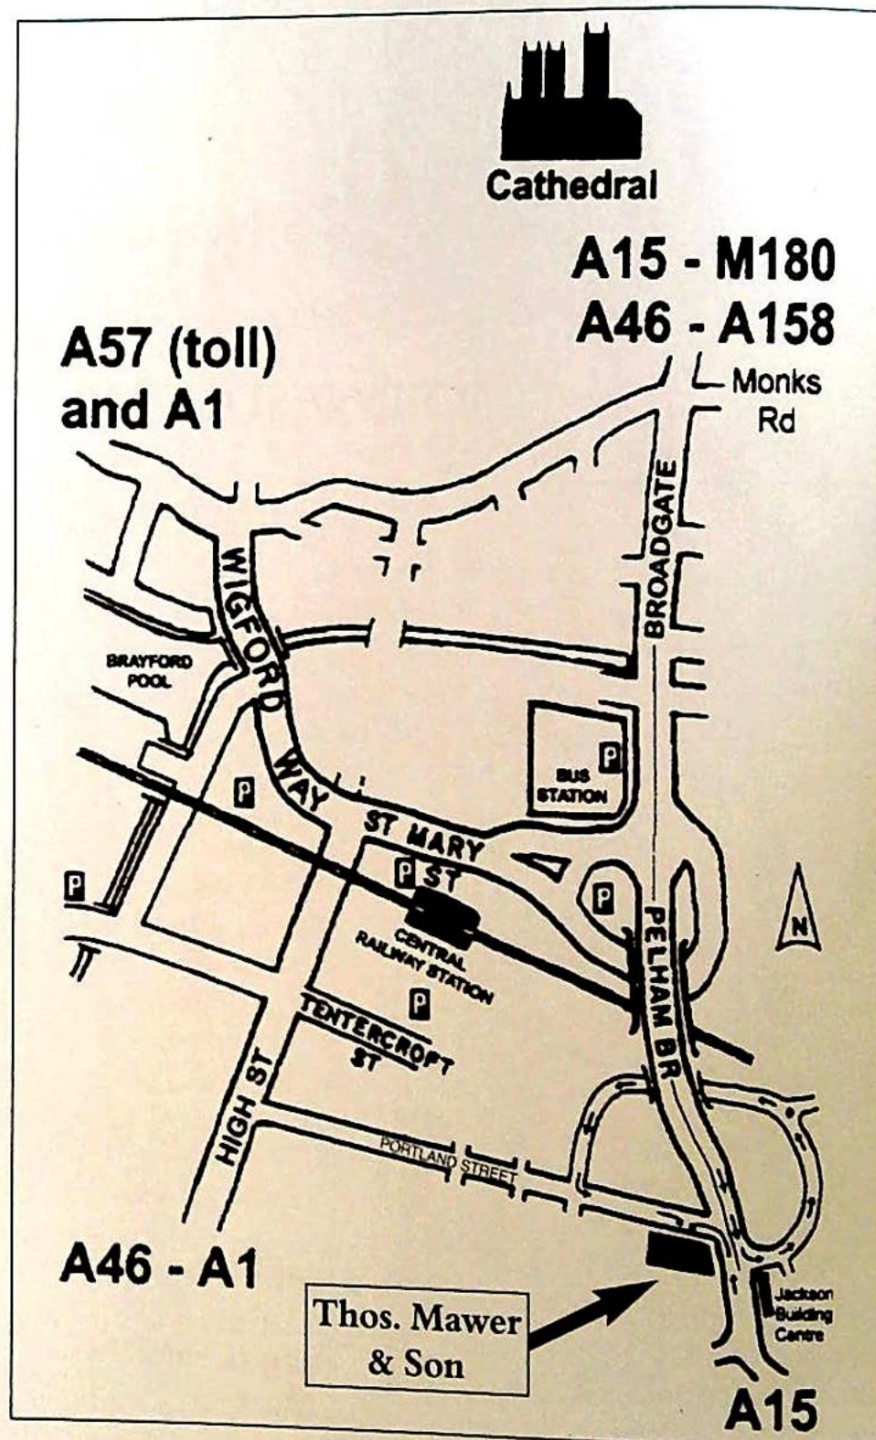 Cathedral
A15 - M180
A46 - A158
A57 (toll)
and A1
Monks
Rd
BROADGATE
WIGFORD
WAY
BRAYFORD
POOL
P
BUS
STATION
P
ST MARY
ST
P
P
P
P
CENTRAL
RAILWAY STATION
P
N
PELHAM BR
TENTERCROFT
ST
HIGH ST
PORTLAND STREET
A46 - A1
Thos. Mawer
& Son
Jackson
Building
Centre
A15